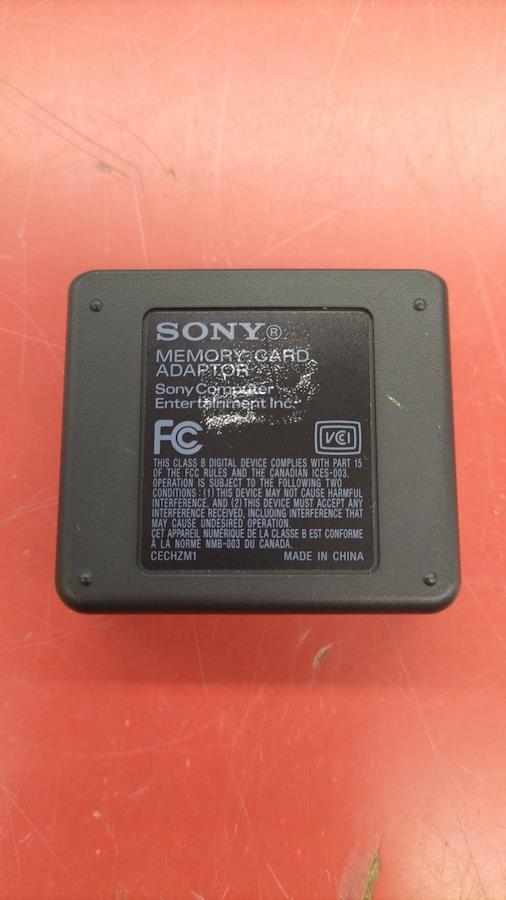 SONY®
MEMORY CARD
ADAPTOR
Sony Computer
Entertainment Inc.
FC
VCI
THIS CLASS B DIGITAL DEVICE COMPLIES WITH PART 15
OF THE FCC RULES AND THE CANADIAN ICES-003.
OPERATION IS SUBJECT TO THE FOLLOWING TWO
CONDITIONS : (1) THIS DEVICE MAY NOT CAUSE HARMFUL
INTERFERENCE, AND (2) THIS DEVICE MUST ACCEPT ANY
INTERFERENCE RECEIVED, INCLUDING INTERFERENCE THAT
MAY CAUSE UNDESIRED OPERATION.
CET APPAREIL NUMÉRIQUE DE LA CLASSE B EST CONFORME
À LA NORME NMB-003 DU CANADA.
CECHZM1 MADE IN CHINA